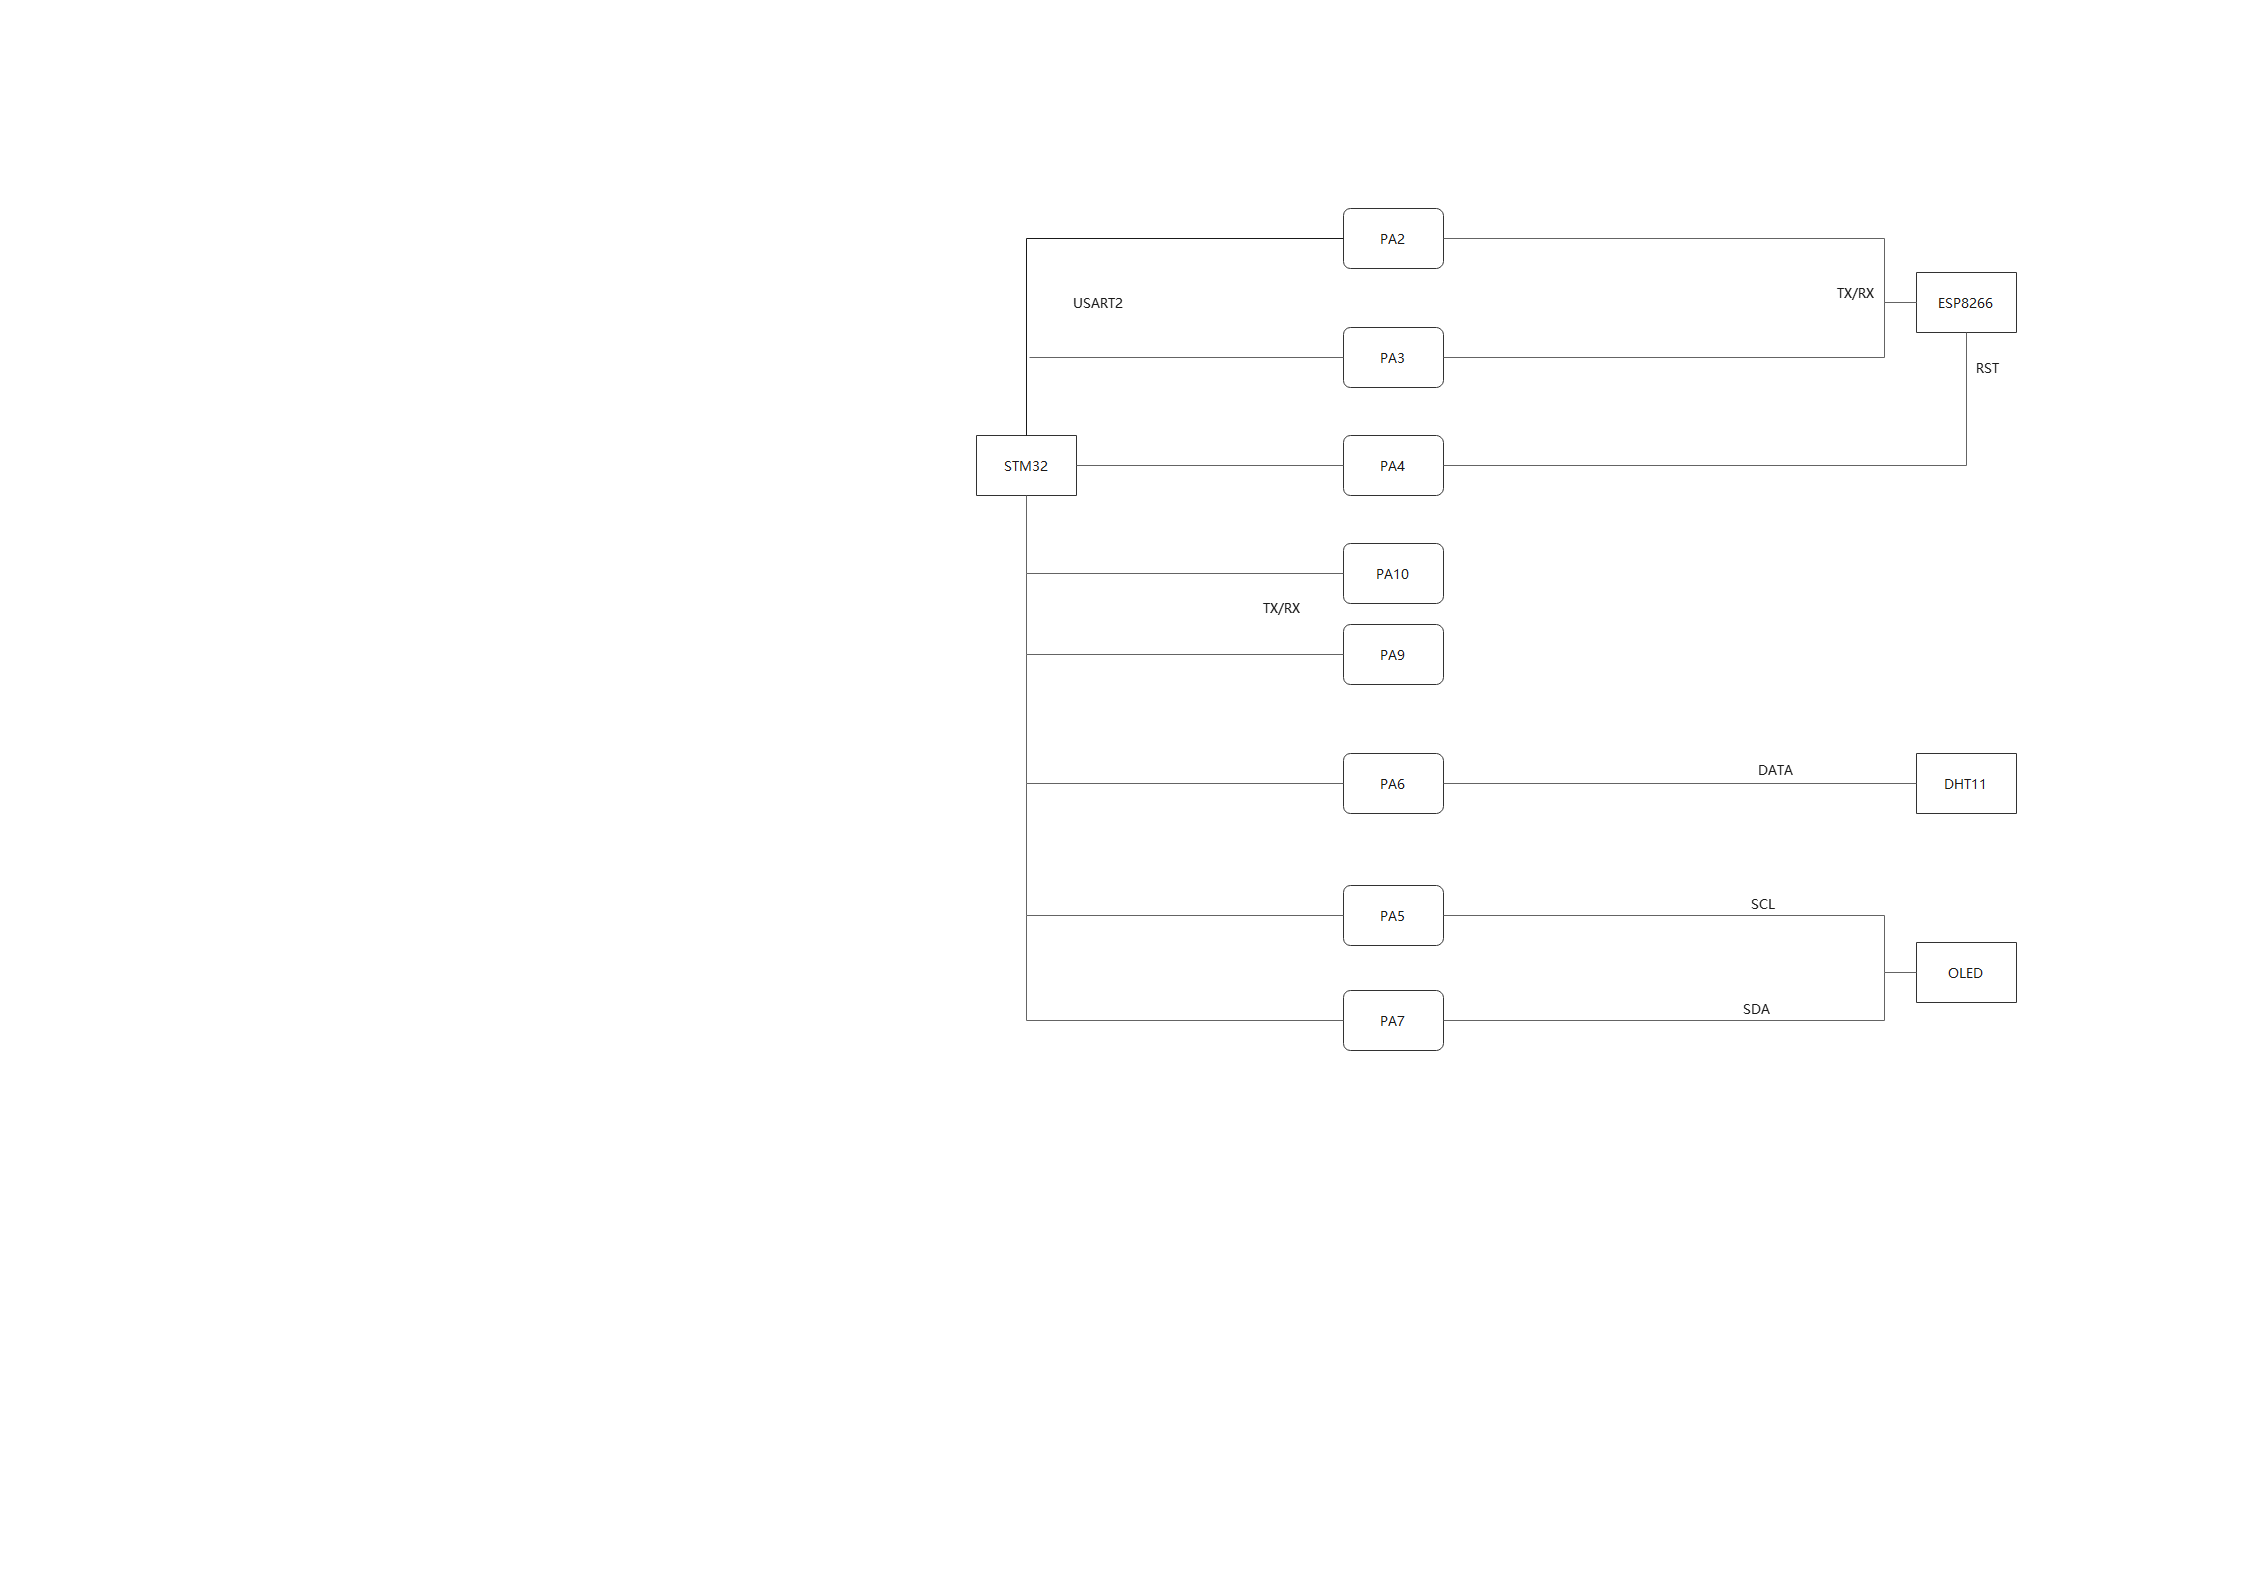 PA2
USART2
TX/RX
ESP8266
PA3
RST
STM32
PA4
PA10
TX/RX
PA9
PA6
DATA
DHT11
PA5
SCL
OLED
PA7
SDA